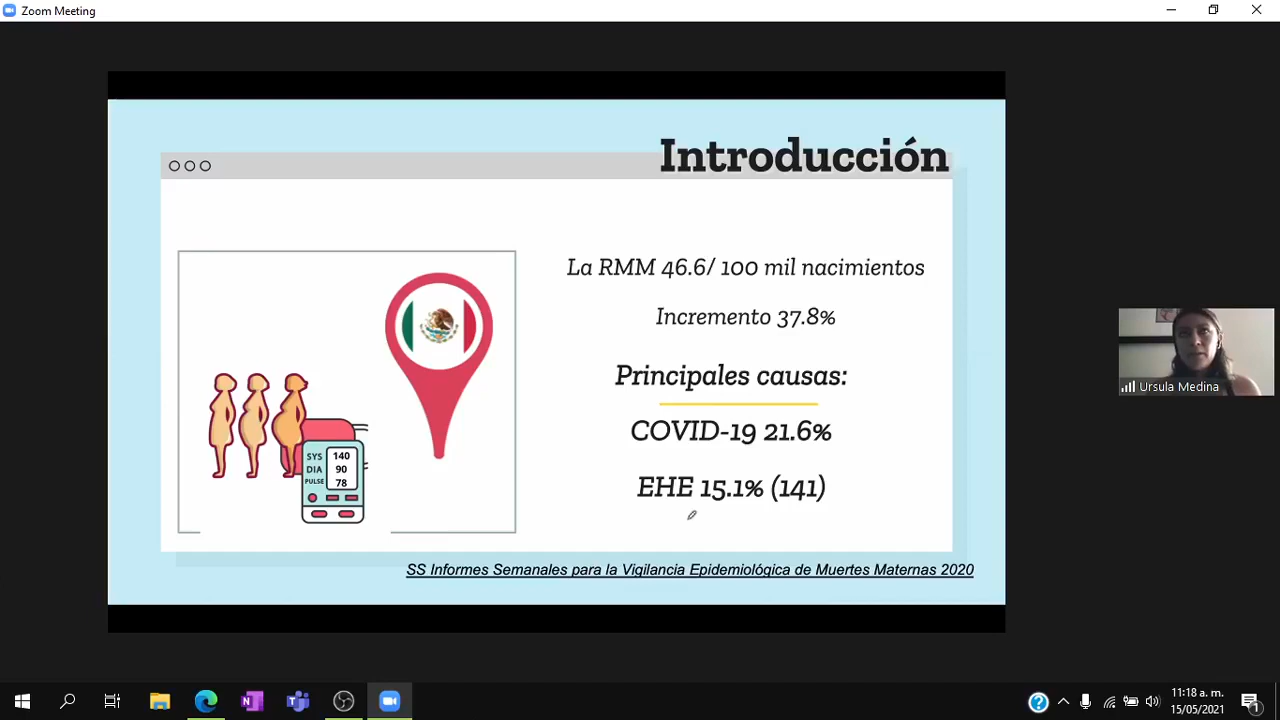 Zoom Meeting
Introducción
La RMM 46.6/ 100 mil nacimientos
Incremento 37.8%
Principales causas:
COVID-19 21.6%
EHE 15.1% (141)
SYS 140
DIA 90
PULSE 78
SS Informes Semanales para la Vigilancia Epidemiológica de Muertes Maternas 2020
Ursula Medina
11:18 a. m.
15/05/2021
1